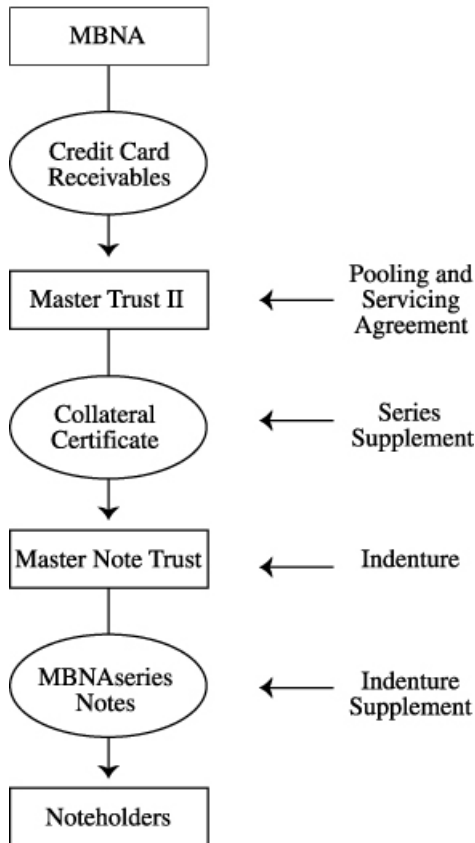 MBNA
Credit Card
Receivables
Master Trust II
Pooling and
Servicing
Agreement
Collateral
Certificate
Series
Supplement
Master Note Trust
Indenture
MBNAseries
Notes
Indenture
Supplement
Noteholders